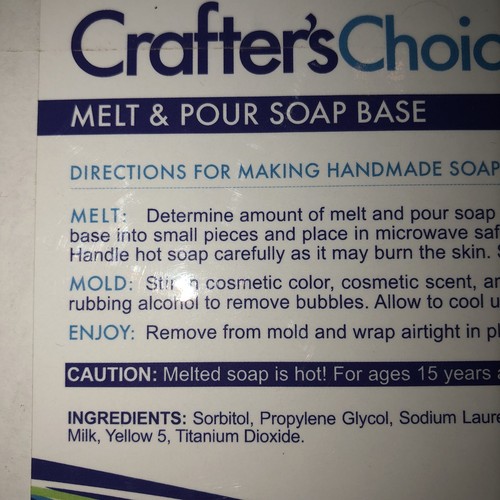 Crafter'sChoic
MELT & POUR SOAP BASE
DIRECTIONS FOR MAKING HANDMADE SOAP
MELT: Determine amount of melt and pour soap
base into small pieces and place in microwave saf
Handle hot soap carefully as it may burn the skin. S
MOLD: Stir in cosmetic color, cosmetic scent, an
rubbing alcohol to remove bubbles. Allow to cool u
ENJOY: Remove from mold and wrap airtight in pl
CAUTION: Melted soap is hot! For ages 15 years a
INGREDIENTS: Sorbitol, Propylene Glycol, Sodium Laure
Milk, Yellow 5, Titanium Dioxide.